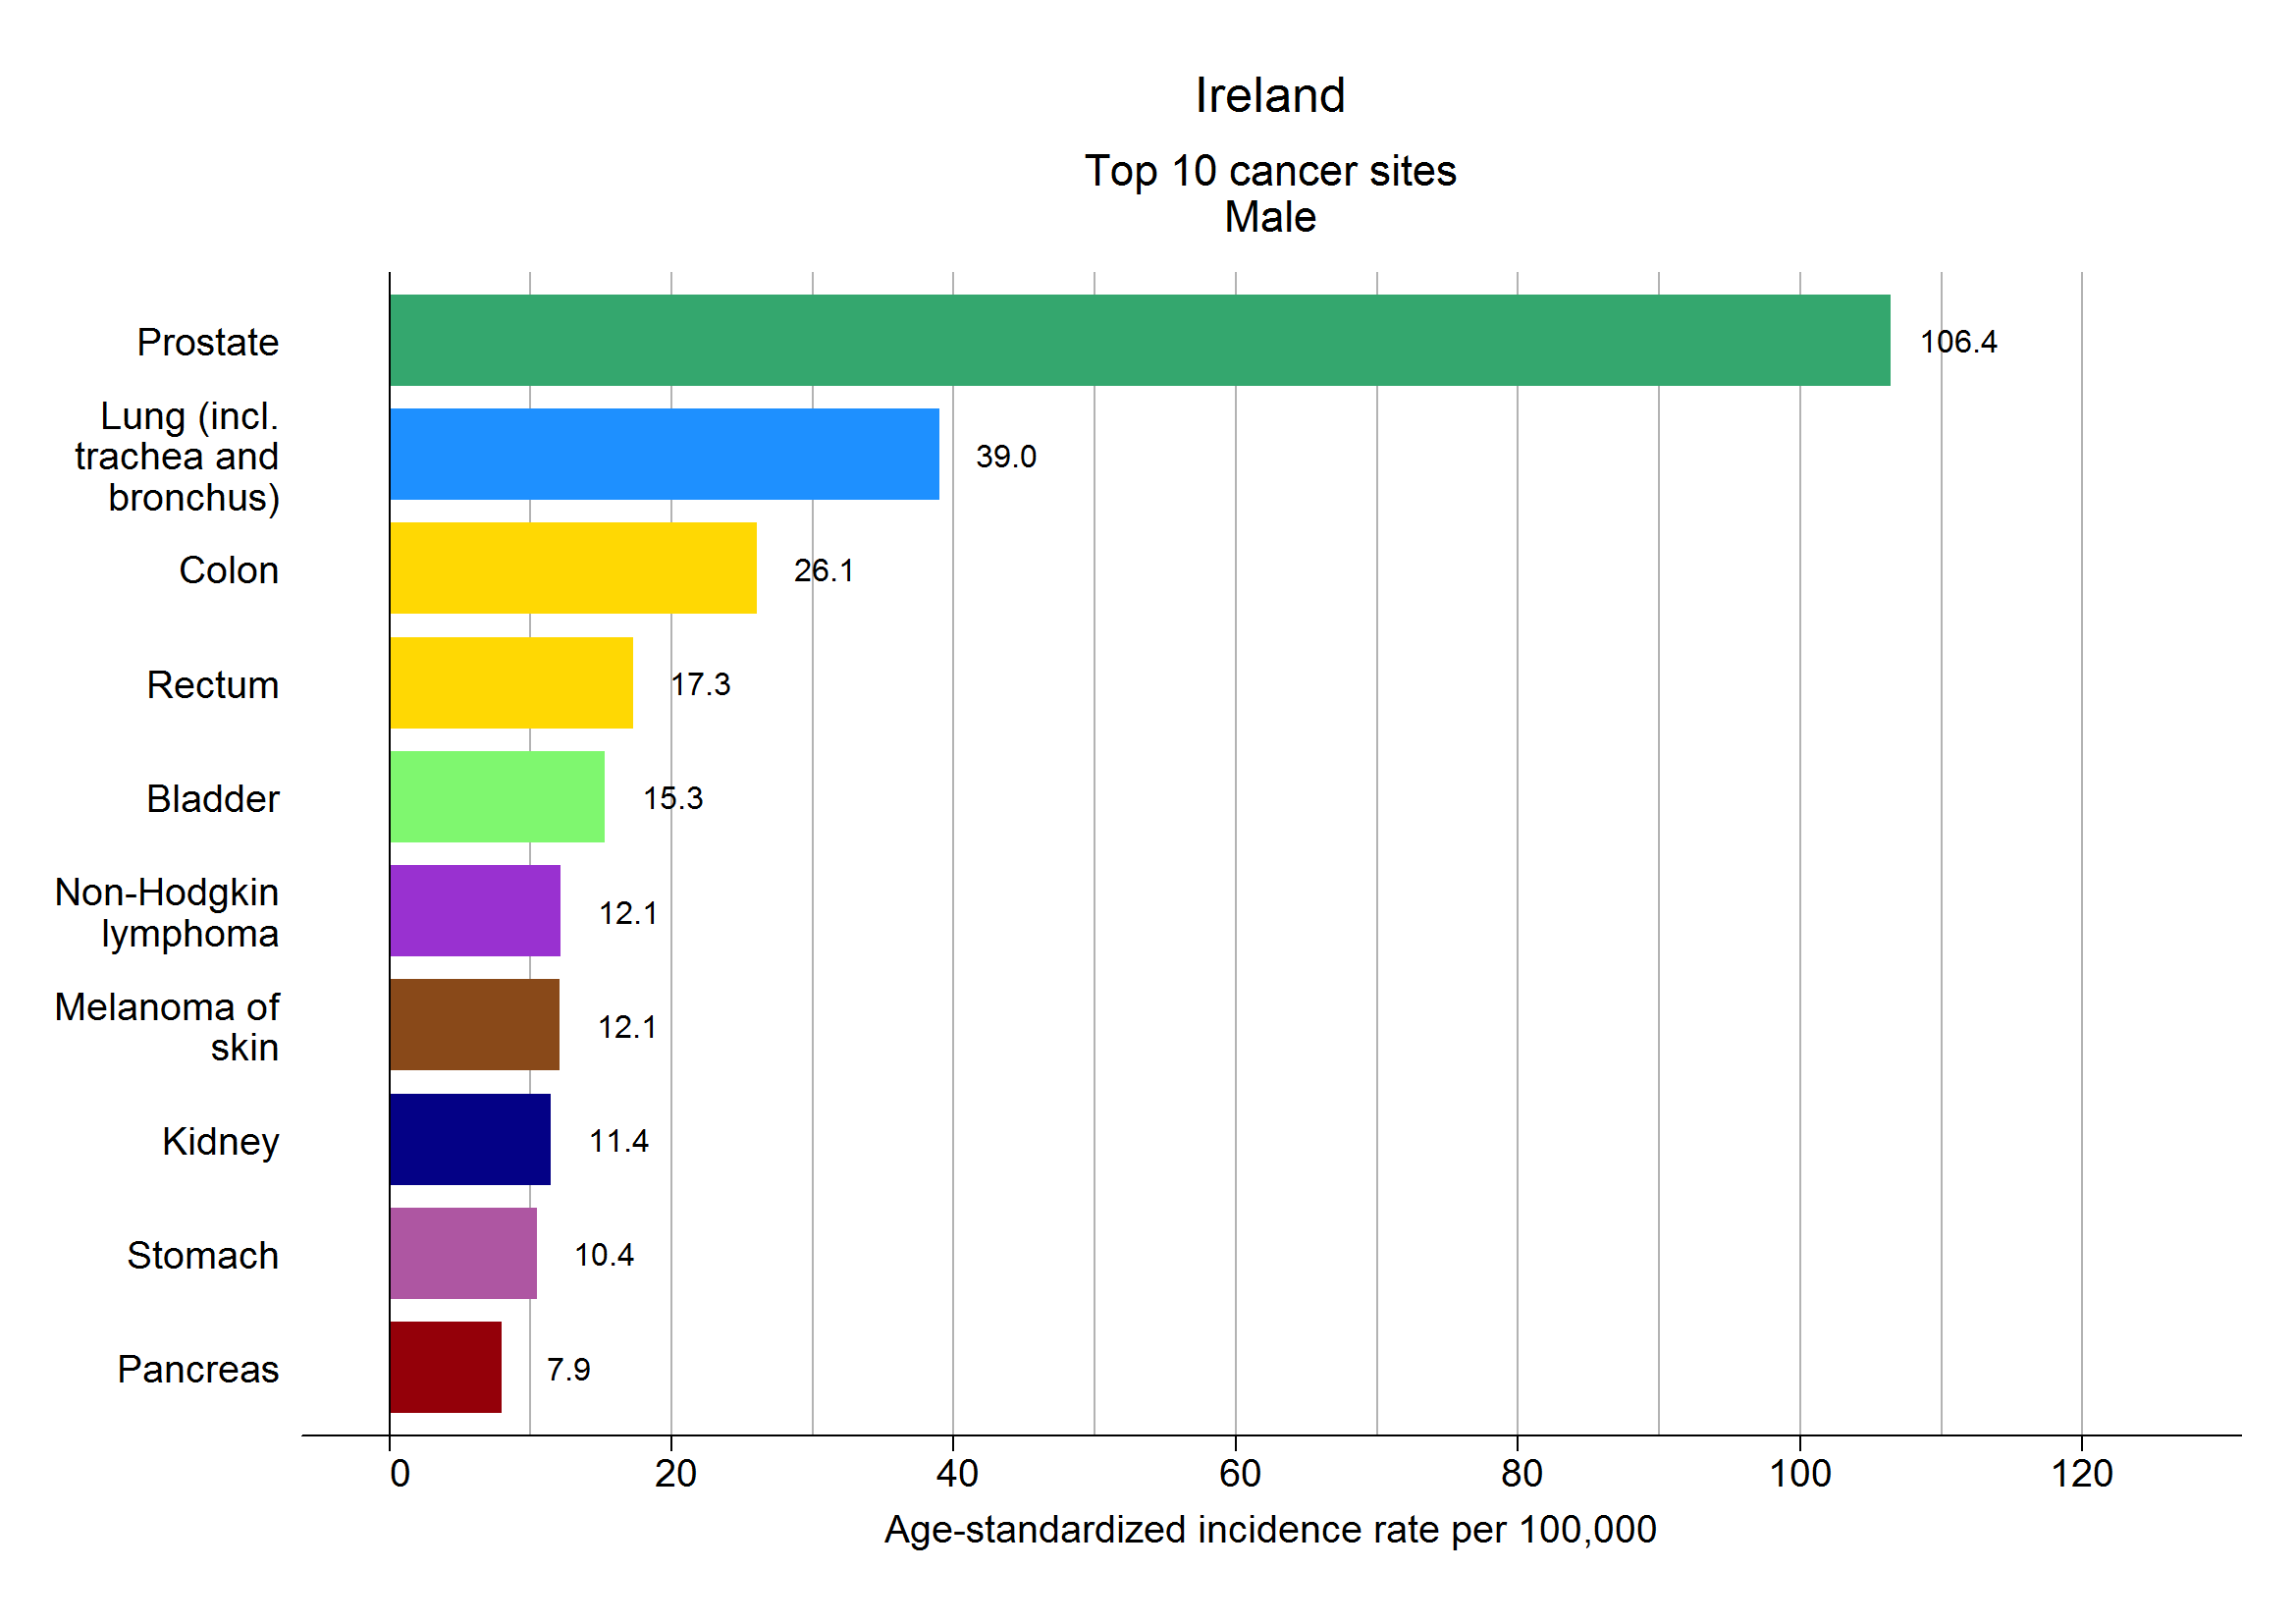 Ireland
Top 10 cancer sites
Male
Prostate
106.4
Lung (incl.
trachea and
bronchus)
39.0
Colon
26.1
Rectum
17.3
Bladder
15.3
Non-Hodgkin
lymphoma
12.1
Melanoma of
skin
12.1
Kidney
11.4
Stomach
10.4
Pancreas
7.9
0 20 40 60 80 100 120
Age-standardized incidence rate per 100,000